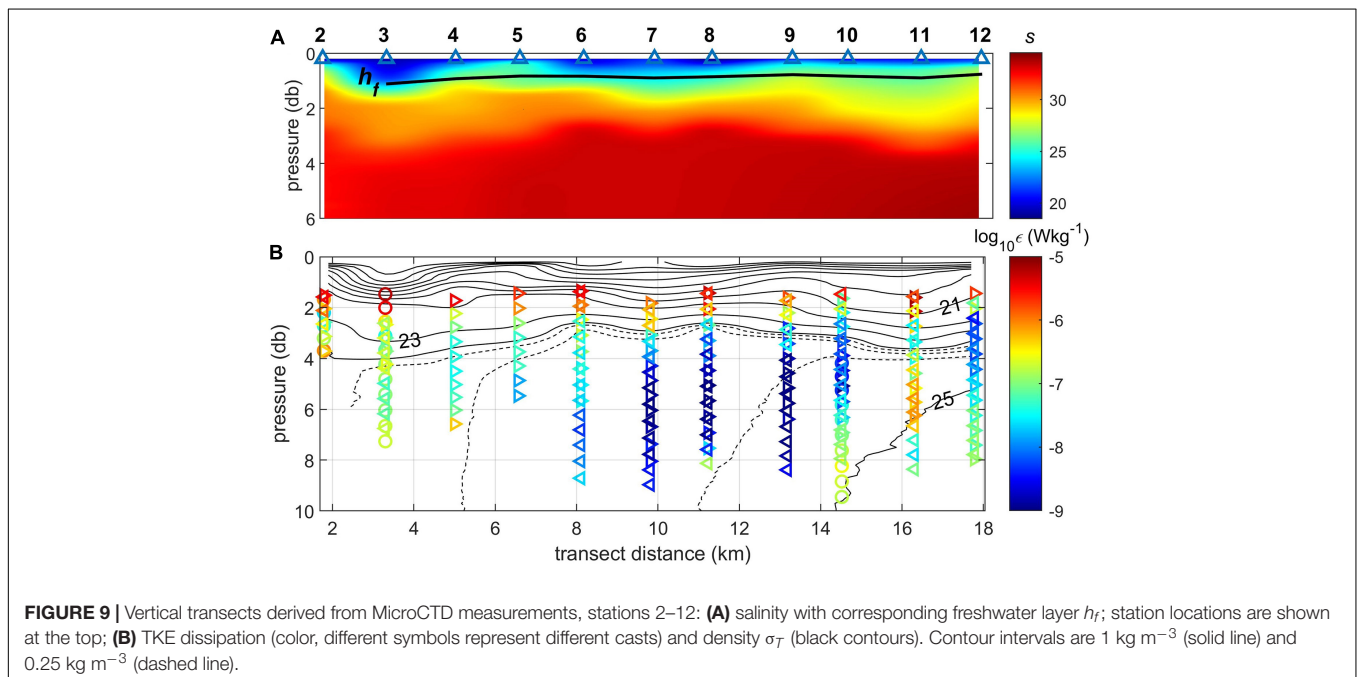 2 3 4 5 6 7 8 9 10 11 12
A
s
0
2
4
6
pressure (db)
h_f
30
25
20
log₁₀ϵ (Wkg⁻¹)
B
0
2
4
6
8
10
pressure (db)
21
23
25
-5
-6
-7
-8
-9
2 4 6 8 10 12 14 16 18
transect distance (km)
FIGURE 9 | Vertical transects derived from MicroCTD measurements, stations 2–12: (A) salinity with corresponding freshwater layer h_f; station locations are shown
at the top; (B) TKE dissipation (color, different symbols represent different casts) and density σ_T (black contours). Contour intervals are 1 kg m⁻³ (solid line) and
0.25 kg m⁻³ (dashed line).